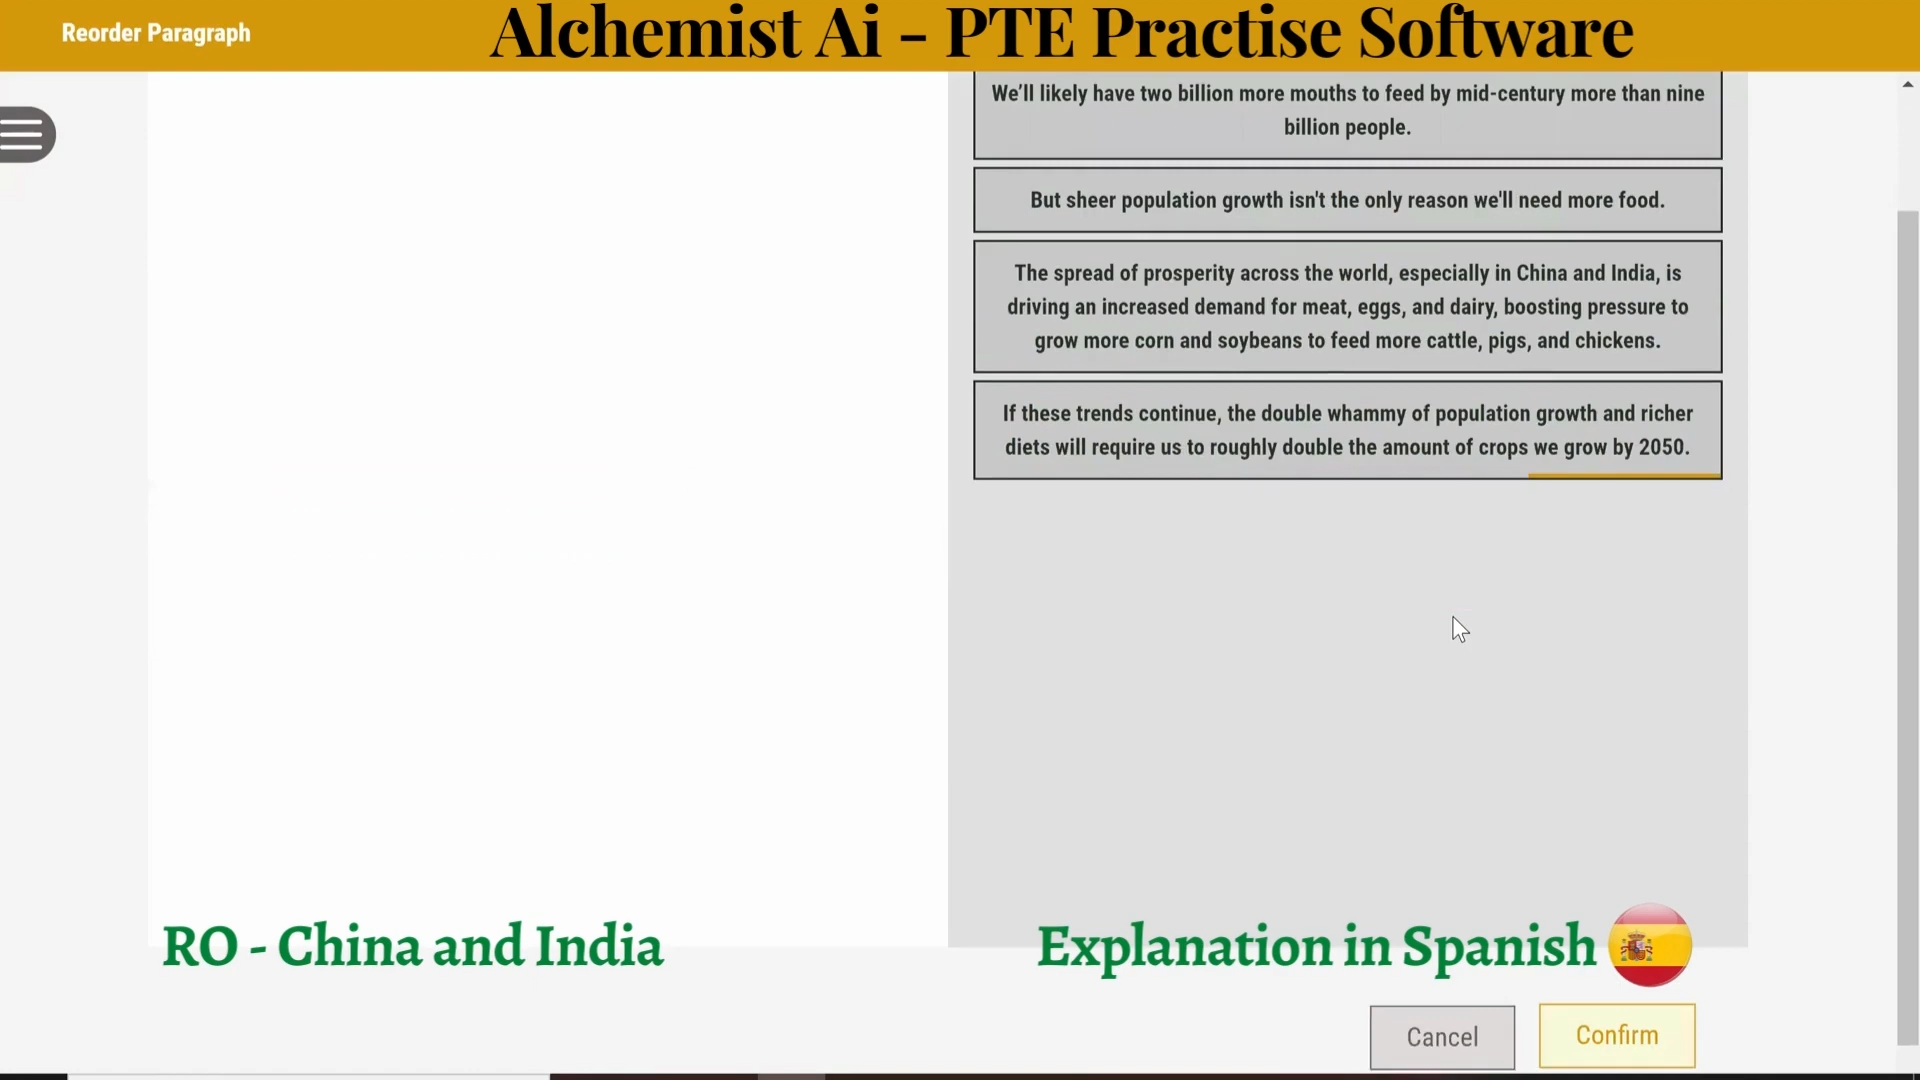 Reorder Paragraph
Alchemist Ai - PTE Practise Software
We'll likely have two billion more mouths to feed by mid-century more than nine
billion people.
But sheer population growth isn't the only reason we'll need more food.
The spread of prosperity across the world, especially in China and India, is
driving an increased demand for meat, eggs, and dairy, boosting pressure to
grow more corn and soybeans to feed more cattle, pigs, and chickens.
If these trends continue, the double whammy of population growth and richer
diets will require us to roughly double the amount of crops we grow by 2050.
RO - China and India
Explanation in Spanish
Cancel
Confirm